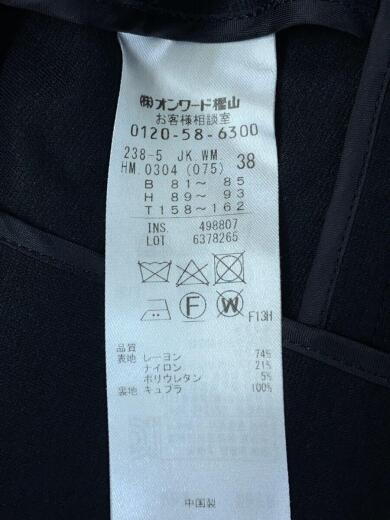 ㈱オンワード樫山
お客様相談室
0120-58-6300
238-5 JK.WM. 38
HM.0304 (075)
B 81～ 85
H 89～ 93
T 158～162
INS. 498807
LOT 6378265
F W F13H
品質
表地 レーヨン 74%
ナイロン 21%
ポリウレタン 5%
裏地 キュプラ 100%
中国製